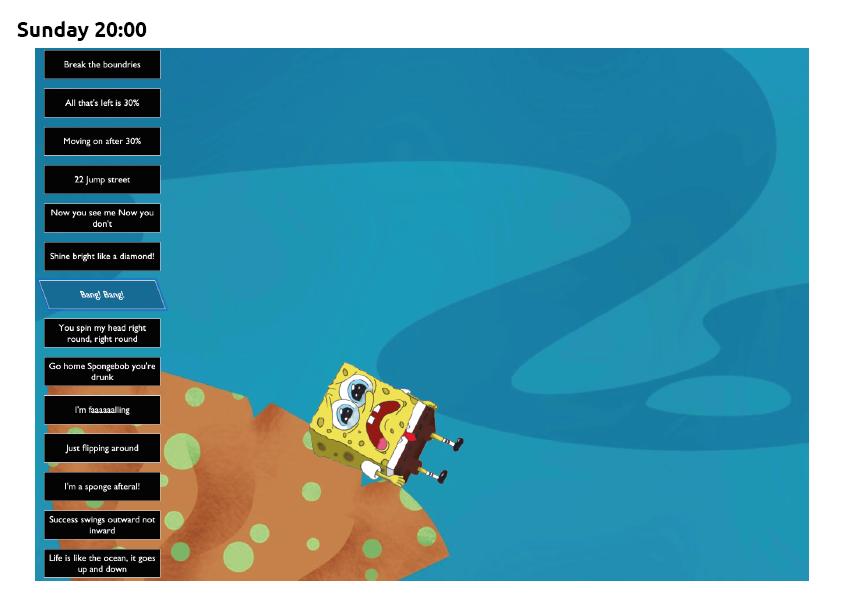 Sunday 20:00
Break the boundries
All that's left is 30%
Moving on after 30%
22 Jump street
Now you see me Now you
don't
Shine bright like a diamond!
Bang! Bang!
You spin my head right
round, right round
Go home Spongebob you're
drunk
I'm faaaaaalling
Just flipping around
I'm a sponge afteral!
Success swings outward not
inward
Life is like the ocean, it goes
up and down